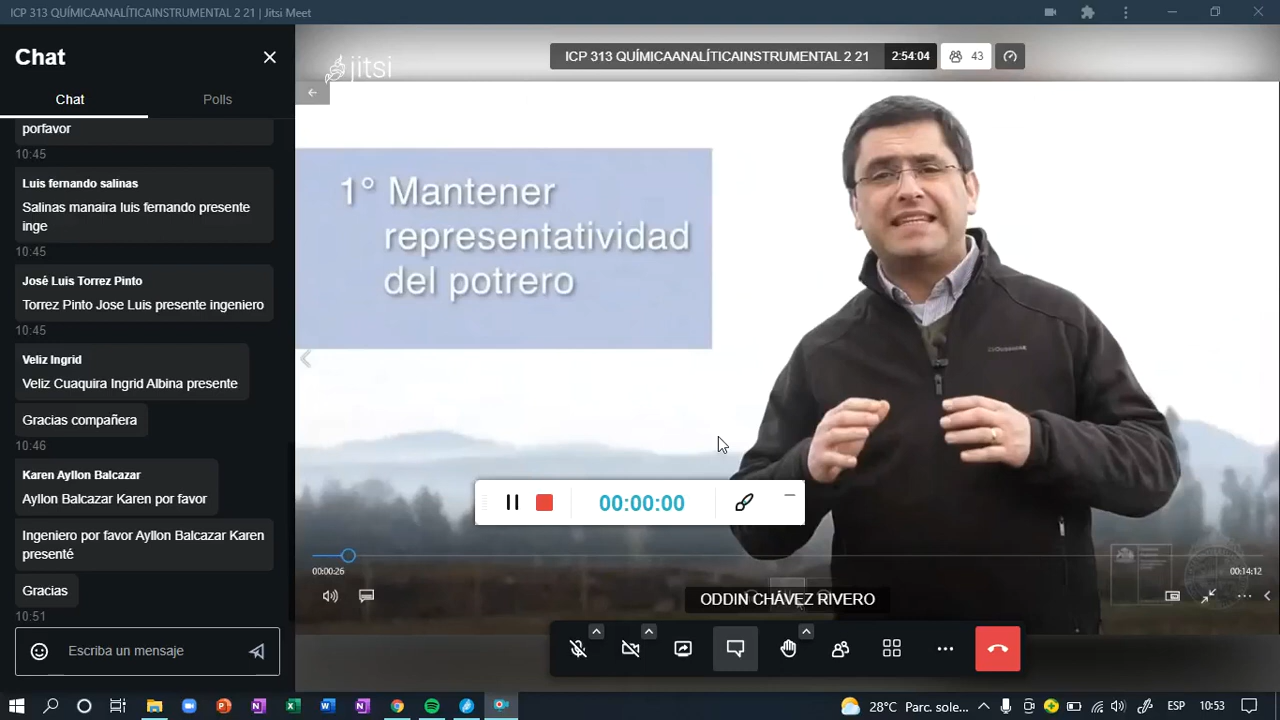 ICP 313 QUÍMICAANALÍTICAINSTRUMENTAL 2 21 | Jitsi Meet
Chat
Chat
Polls
porfavor
10:45
Luis fernando salinas
Salinas manaira luis fernando presente
inge
10:45
José Luis Torrez Pinto
Torrez Pinto Jose Luis presente ingeniero
10:45
Veliz Ingrid
Veliz Cuaquira Ingrid Albina presente
Gracias compañera
10:46
Karen Ayllon Balcazar
Ayllon Balcazar Karen por favor
Ingeniero por favor Ayllon Balcazar Karen
presenté
Gracias
10:51
Escriba un mensaje
jitsi
ICP 313 QUÍMICAANALÍTICAINSTRUMENTAL 2 21
2:54:04
43
1° Mantener
representatividad
del potrero
00:00:00
00:00:26
00:14:12
ODDIN CHÁVEZ RIVERO
28°C Parc. sole...
ESP
10:53